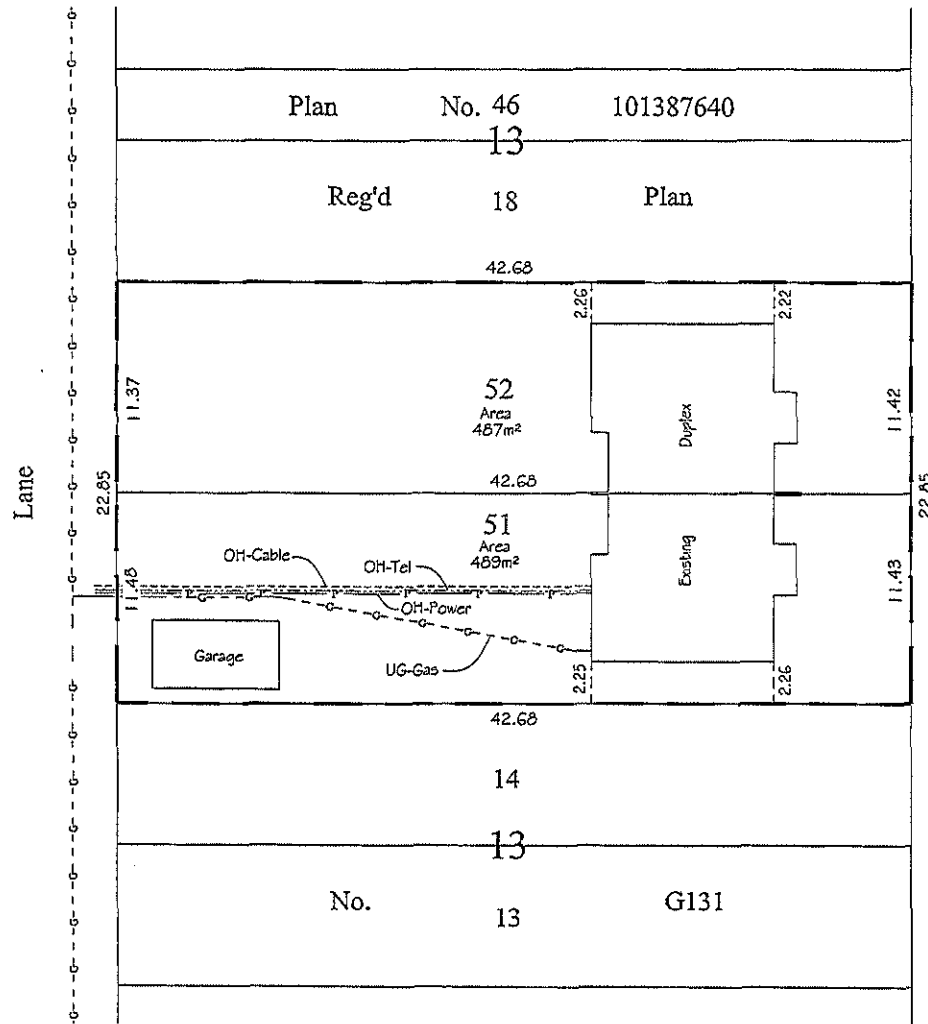 Plan No. 46 101387640
13
Reg'd 18 Plan
42.68
2.26
2.22
Lane
11.37
52
Area
487m²
Duplex
11.42
22.85
42.68
22.85
51
Area
489m²
OH-Cable
OH-Tel
Existing
11.48
P P P P P
OH-Power
11.43
G G G G G G G G
Garage
UG-Gas
2.25
2.26
42.68
14
13
No. 13 G131